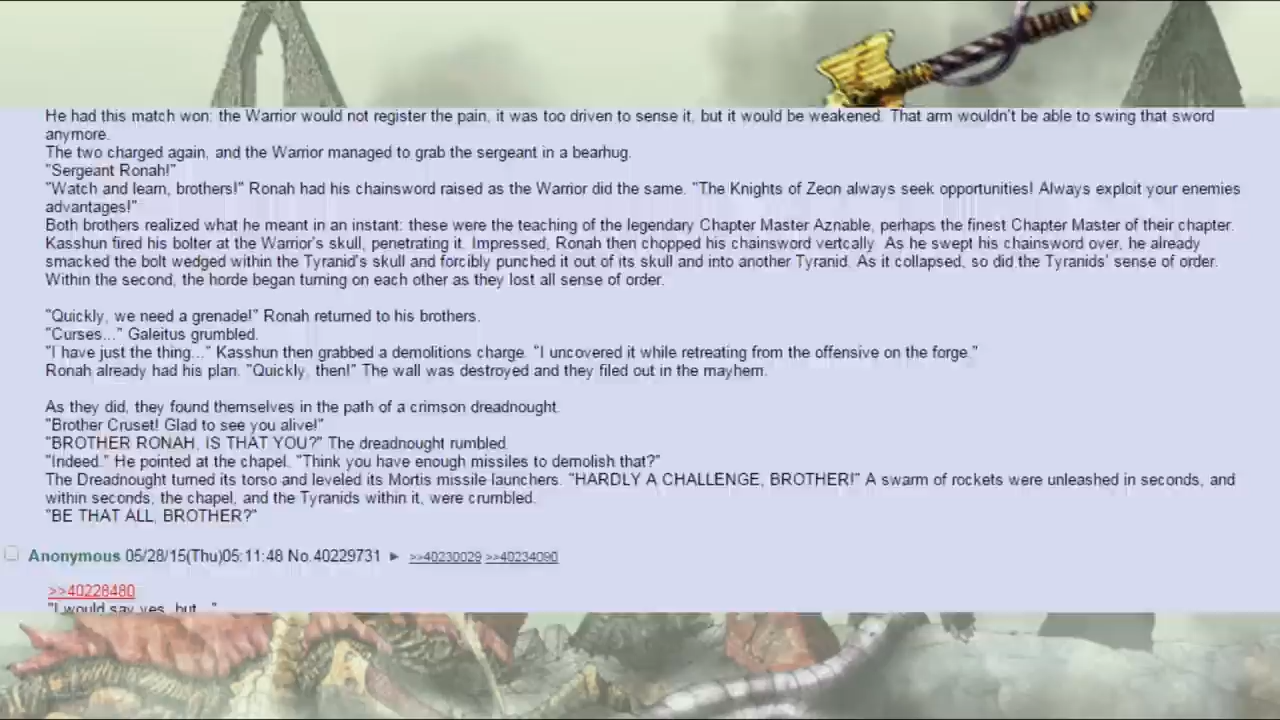 He had this match won: the Warrior would not register the pain, it was too driven to sense it, but it would be weakened. That arm wouldn't be able to swing that sword
anymore.
The two charged again, and the Warrior managed to grab the sergeant in a bearhug.
"Sergeant Ronah!"
"Watch and learn, brothers!" Ronah had his chainsword raised as the Warrior did the same. "The Knights of Zeon always seek opportunities! Always exploit your enemies
advantages!"
Both brothers realized what he meant in an instant: these were the teaching of the legendary Chapter Master Aznable, perhaps the finest Chapter Master of their chapter.
Kasshun fired his bolter at the Warrior's skull, penetrating it. Impressed, Ronah then chopped his chainsword vertcally. As he swept his chainsword over, he already
smacked the bolt wedged within the Tyranid's skull and forcibly punched it out of its skull and into another Tyranid. As it collapsed, so did the Tyranids' sense of order.
Within the second, the horde began turning on each other as they lost all sense of order.
"Quickly, we need a grenade!" Ronah returned to his brothers.
"Curses..." Galeitus grumbled.
"I have just the thing..." Kasshun then grabbed a demolitions charge. "I uncovered it while retreating from the offensive on the forge."
Ronah already had his plan. "Quickly, then!" The wall was destroyed and they filed out in the mayhem.
As they did, they found themselves in the path of a crimson dreadnought.
"Brother Cruset! Glad to see you alive!"
"BROTHER RONAH, IS THAT YOU?" The dreadnought rumbled.
"Indeed." He pointed at the chapel. "Think you have enough missiles to demolish that?"
The Dreadnought turned its torso and leveled its Mortis missile launchers. "HARDLY A CHALLENGE, BROTHER!" A swarm of rockets were unleashed in seconds, and
within seconds, the chapel, and the Tyranids within it, were crumbled.
"BE THAT ALL, BROTHER?"
Anonymous 05/28/15(Thu)05:11:48 No.40229731 ► >>40230029 >>40234090
>>40228480
"I would say yes, but..."